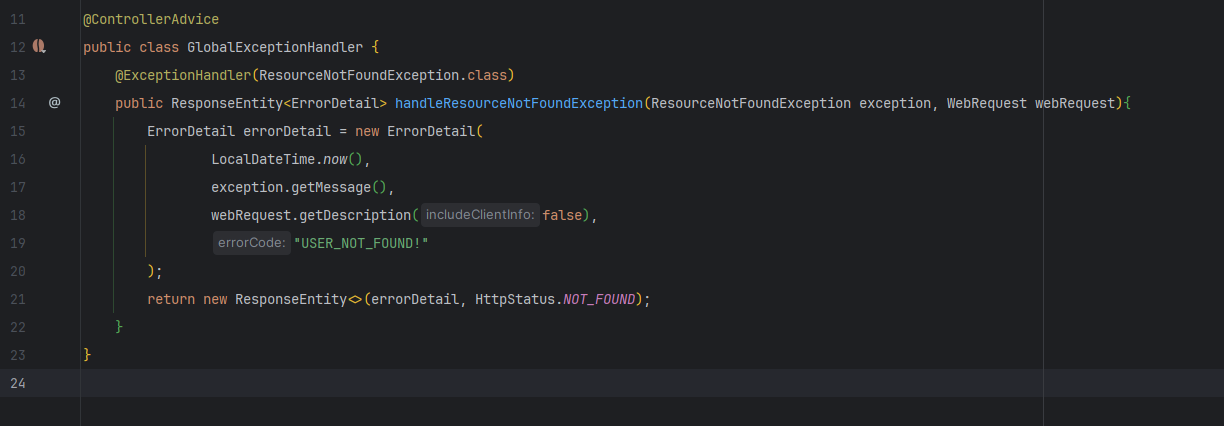 11 @ControllerAdvice
12 public class GlobalExceptionHandler {
13 @ExceptionHandler(ResourceNotFoundException.class)
14 @ public ResponseEntity<ErrorDetail> handleResourceNotFoundException(ResourceNotFoundException exception, WebRequest webRequest){
15 ErrorDetail errorDetail = new ErrorDetail(
16 LocalDateTime.now(),
17 exception.getMessage(),
18 webRequest.getDescription( includeClientInfo: false),
19 errorCode: "USER_NOT_FOUND!"
20 );
21 return new ResponseEntity<>(errorDetail, HttpStatus.NOT_FOUND);
22 }
23 }
24